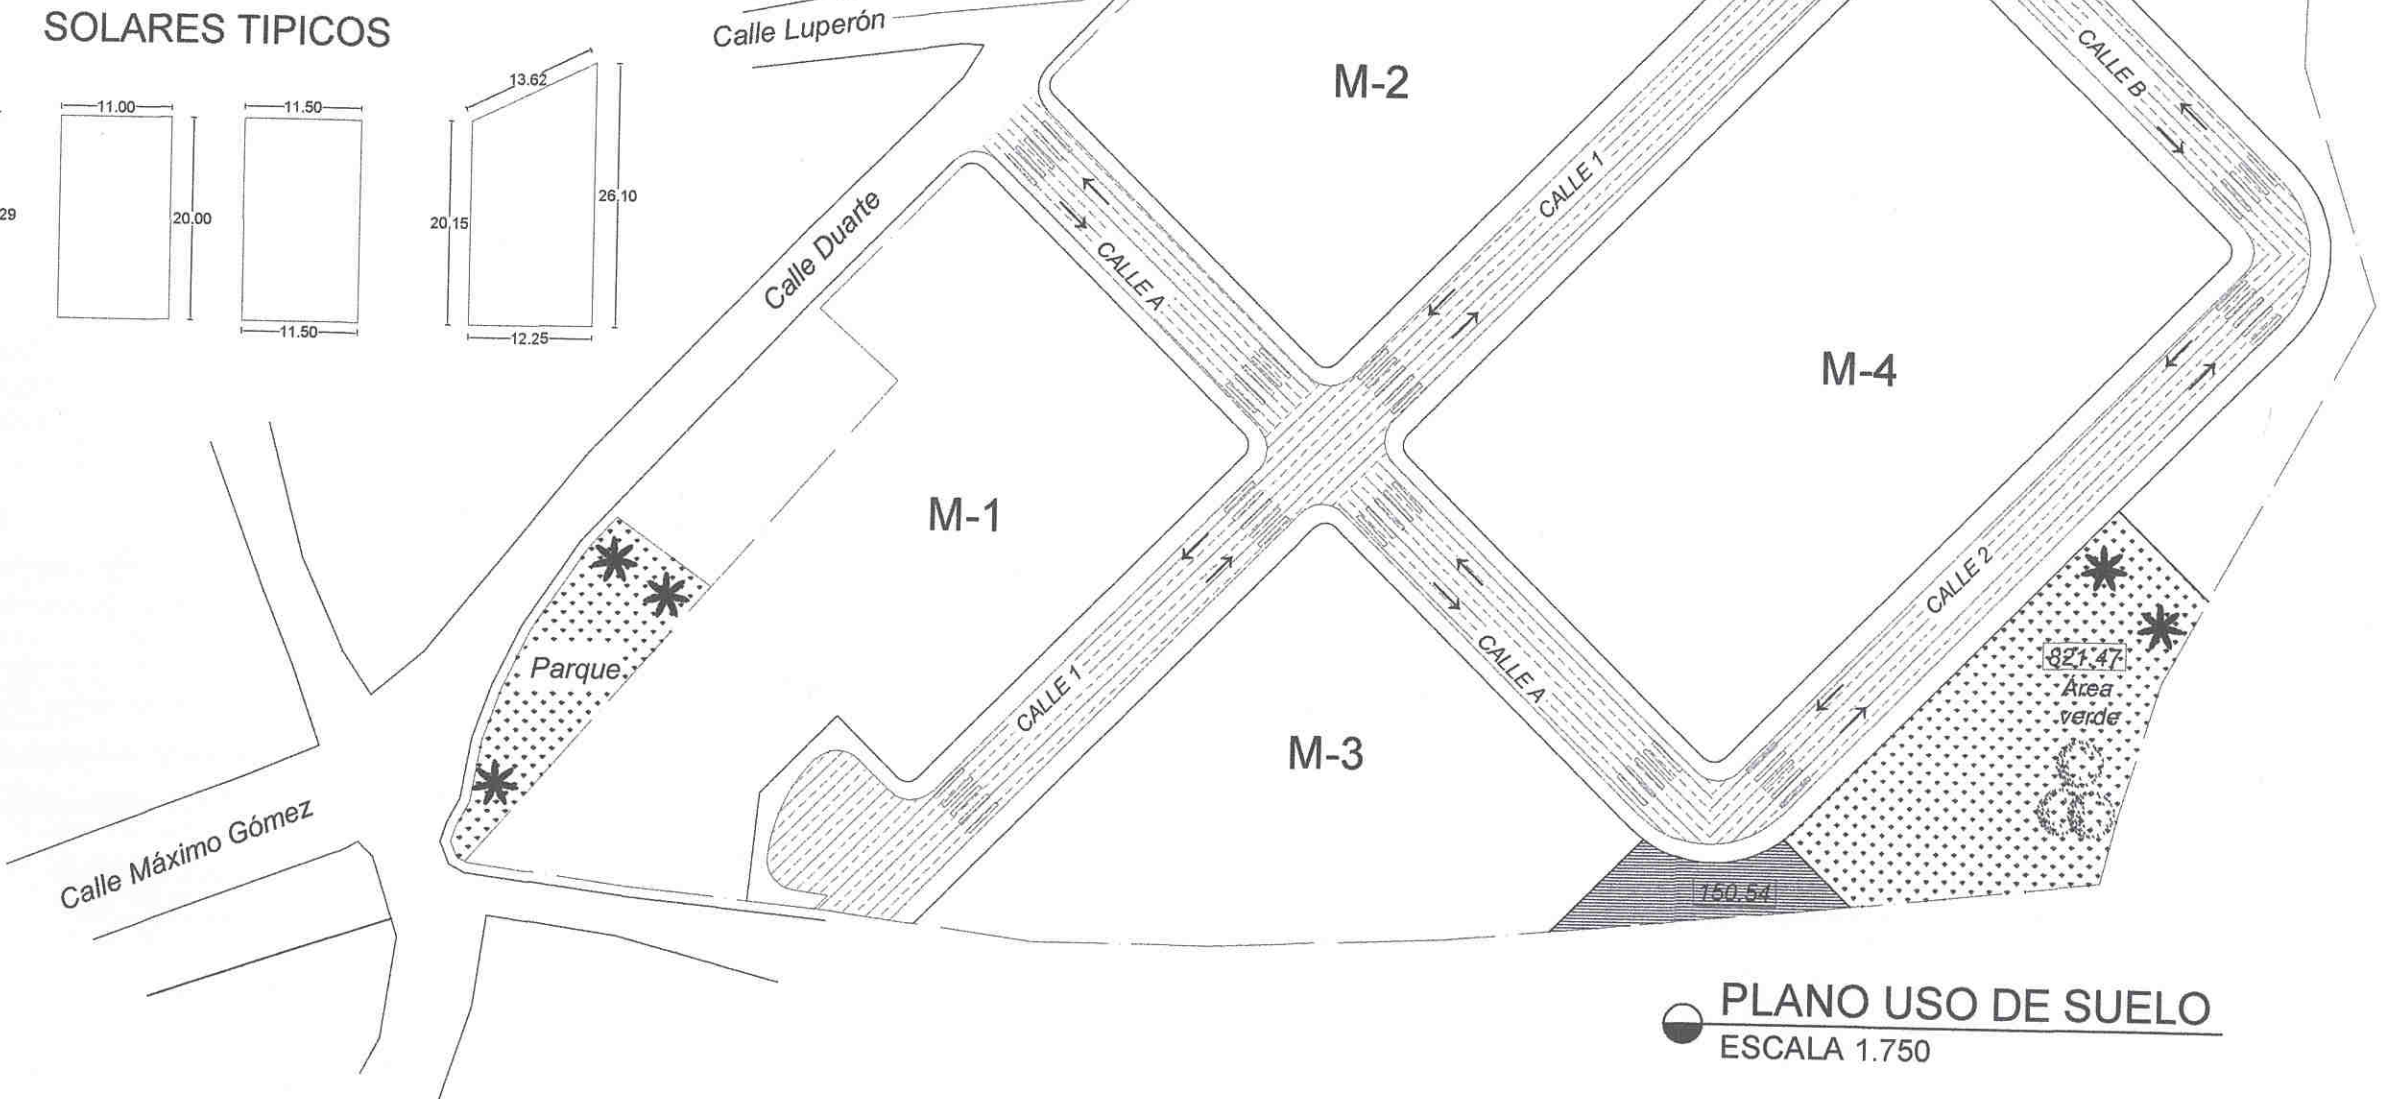 SOLARES TIPICOS
11.00
20.00
11.50
11.50
13.62
20.15
26.10
12.25
29
Calle Luperón
M-2
CALLE B
CALLE 1
Calle Duarte
CALLE A
M-4
M-1
CALLE 2
Parque
CALLE 1
CALLE A
M-3
821.47
Area
verde
Calle Máximo Gómez
150.54
PLANO USO DE SUELO
ESCALA 1.750